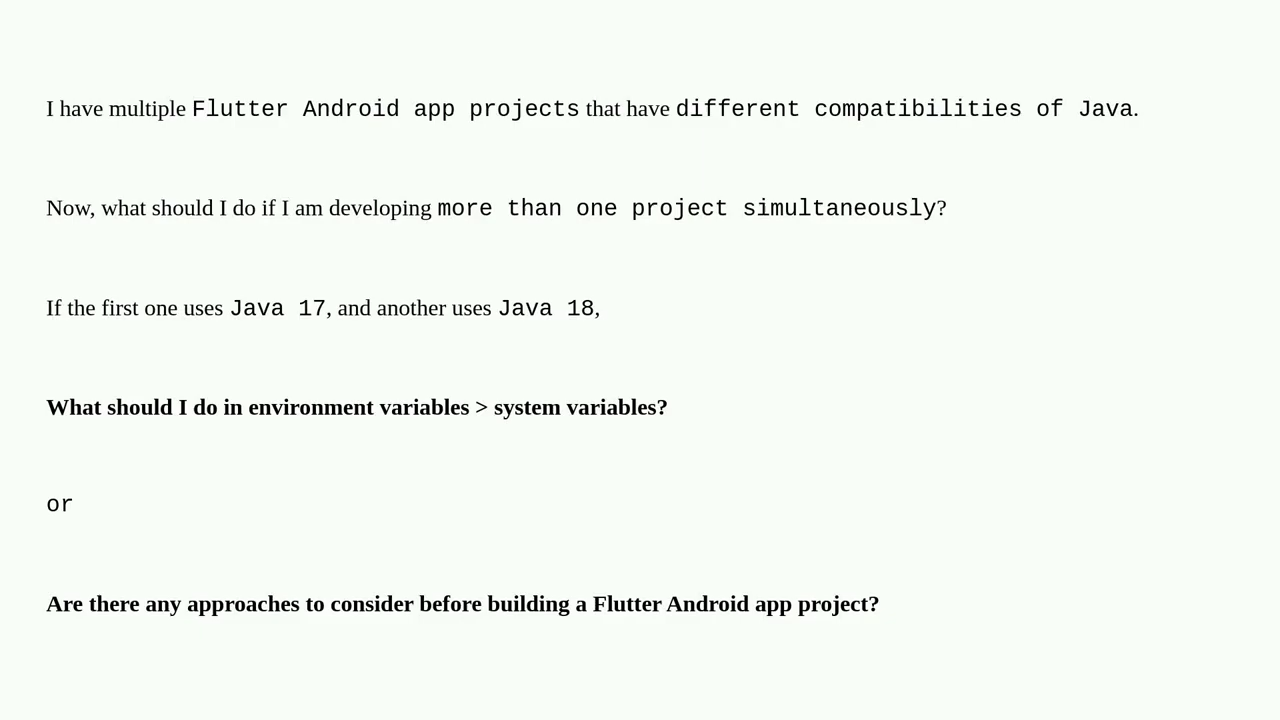 I have multiple Flutter Android app projects that have different compatibilities of Java.
Now, what should I do if I am developing more than one project simultaneously?
If the first one uses Java 17, and another uses Java 18,
What should I do in environment variables > system variables?
or
Are there any approaches to consider before building a Flutter Android app project?